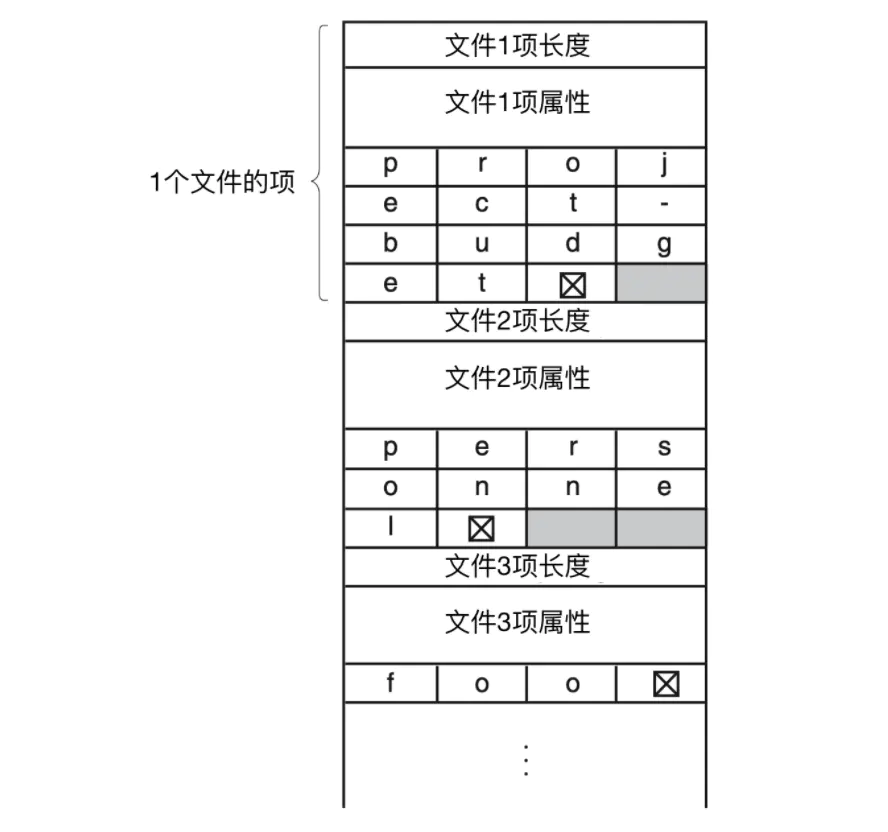 文件1项长度
文件1项属性
1个文件的项
p r o j
e c t -
b u d g
e t ☒
文件2项长度
文件2项属性
p e r s
o n n e
l ☒
文件3项长度
文件3项属性
f o o ☒
⋮